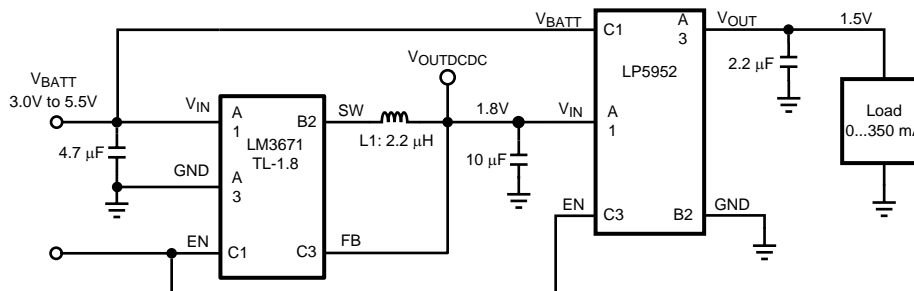 VBATT
VOUTDCDC
VBATT
3.0V to 5.5V
VIN
4.7 μF
GND
EN
A
1
A
3
C1
LM3671
TL-1.8
B2
C3
SW
L1: 2.2 μH
FB
1.8V
10 μF
VIN
EN
C1
A
1
C3
LP5952
A
3
B2
VOUT
1.5V
2.2 μF
GND
Load
0...350 mA